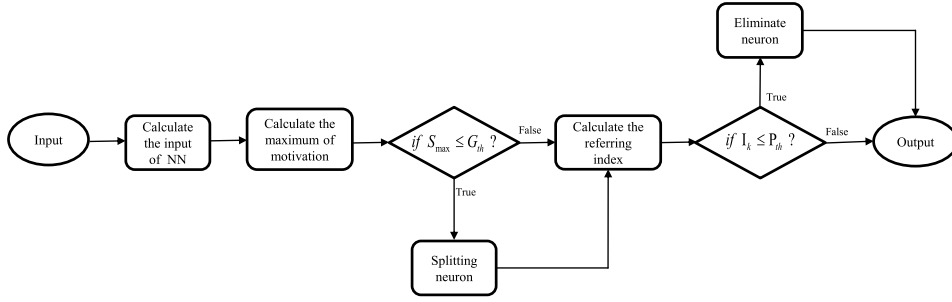 Input
Calculate
the input
of NN
Calculate the
maximum of
motivation
if S_max ≤ G_th ?
False
True
Splitting
neuron
Calculate the
referring
index
if I_k ≤ P_th ?
True
False
Eliminate
neuron
Output